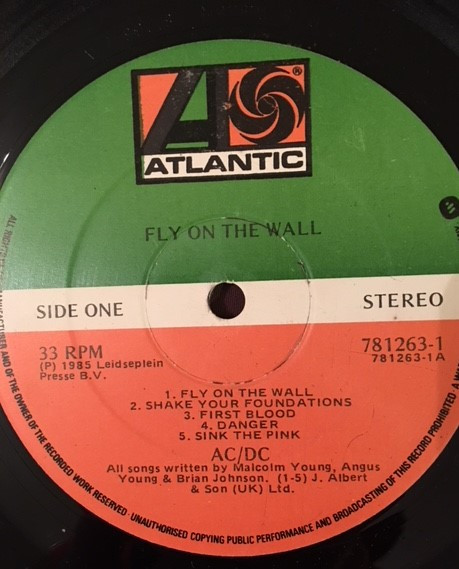 ATLANTIC
®
FLY ON THE WALL
SIDE ONE
STEREO
33 RPM
(P) 1985 Leidseplein
Presse B.V.
781263-1
781263-1A
1. FLY ON THE WALL
2. SHAKE YOUR FOUNDATIONS
3. FIRST BLOOD
4. DANGER
5. SINK THE PINK
AC/DC
All songs written by Malcolm Young, Angus
Young & Brian Johnson. (1-5) J. Albert
& Son (UK) Ltd.
MANUFACTURER AND OF THE OWNER OF THE RECORDED WORK RESERVED · UNAUTHORISED COPYING PUBLIC PERFORMANCE AND BROADCASTING OF THIS RECORD PROHIBITED